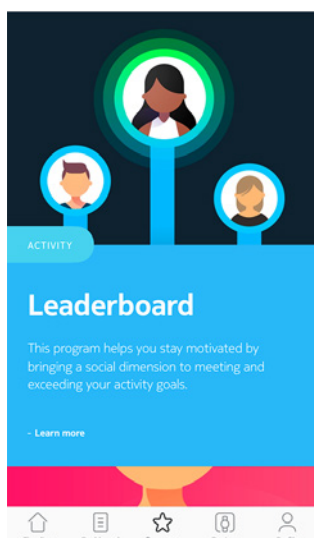 ACTIVITY
Leaderboard
This program helps you stay motivated by
bringing a social dimension to meeting and
exceeding your activity goals.
- Learn more